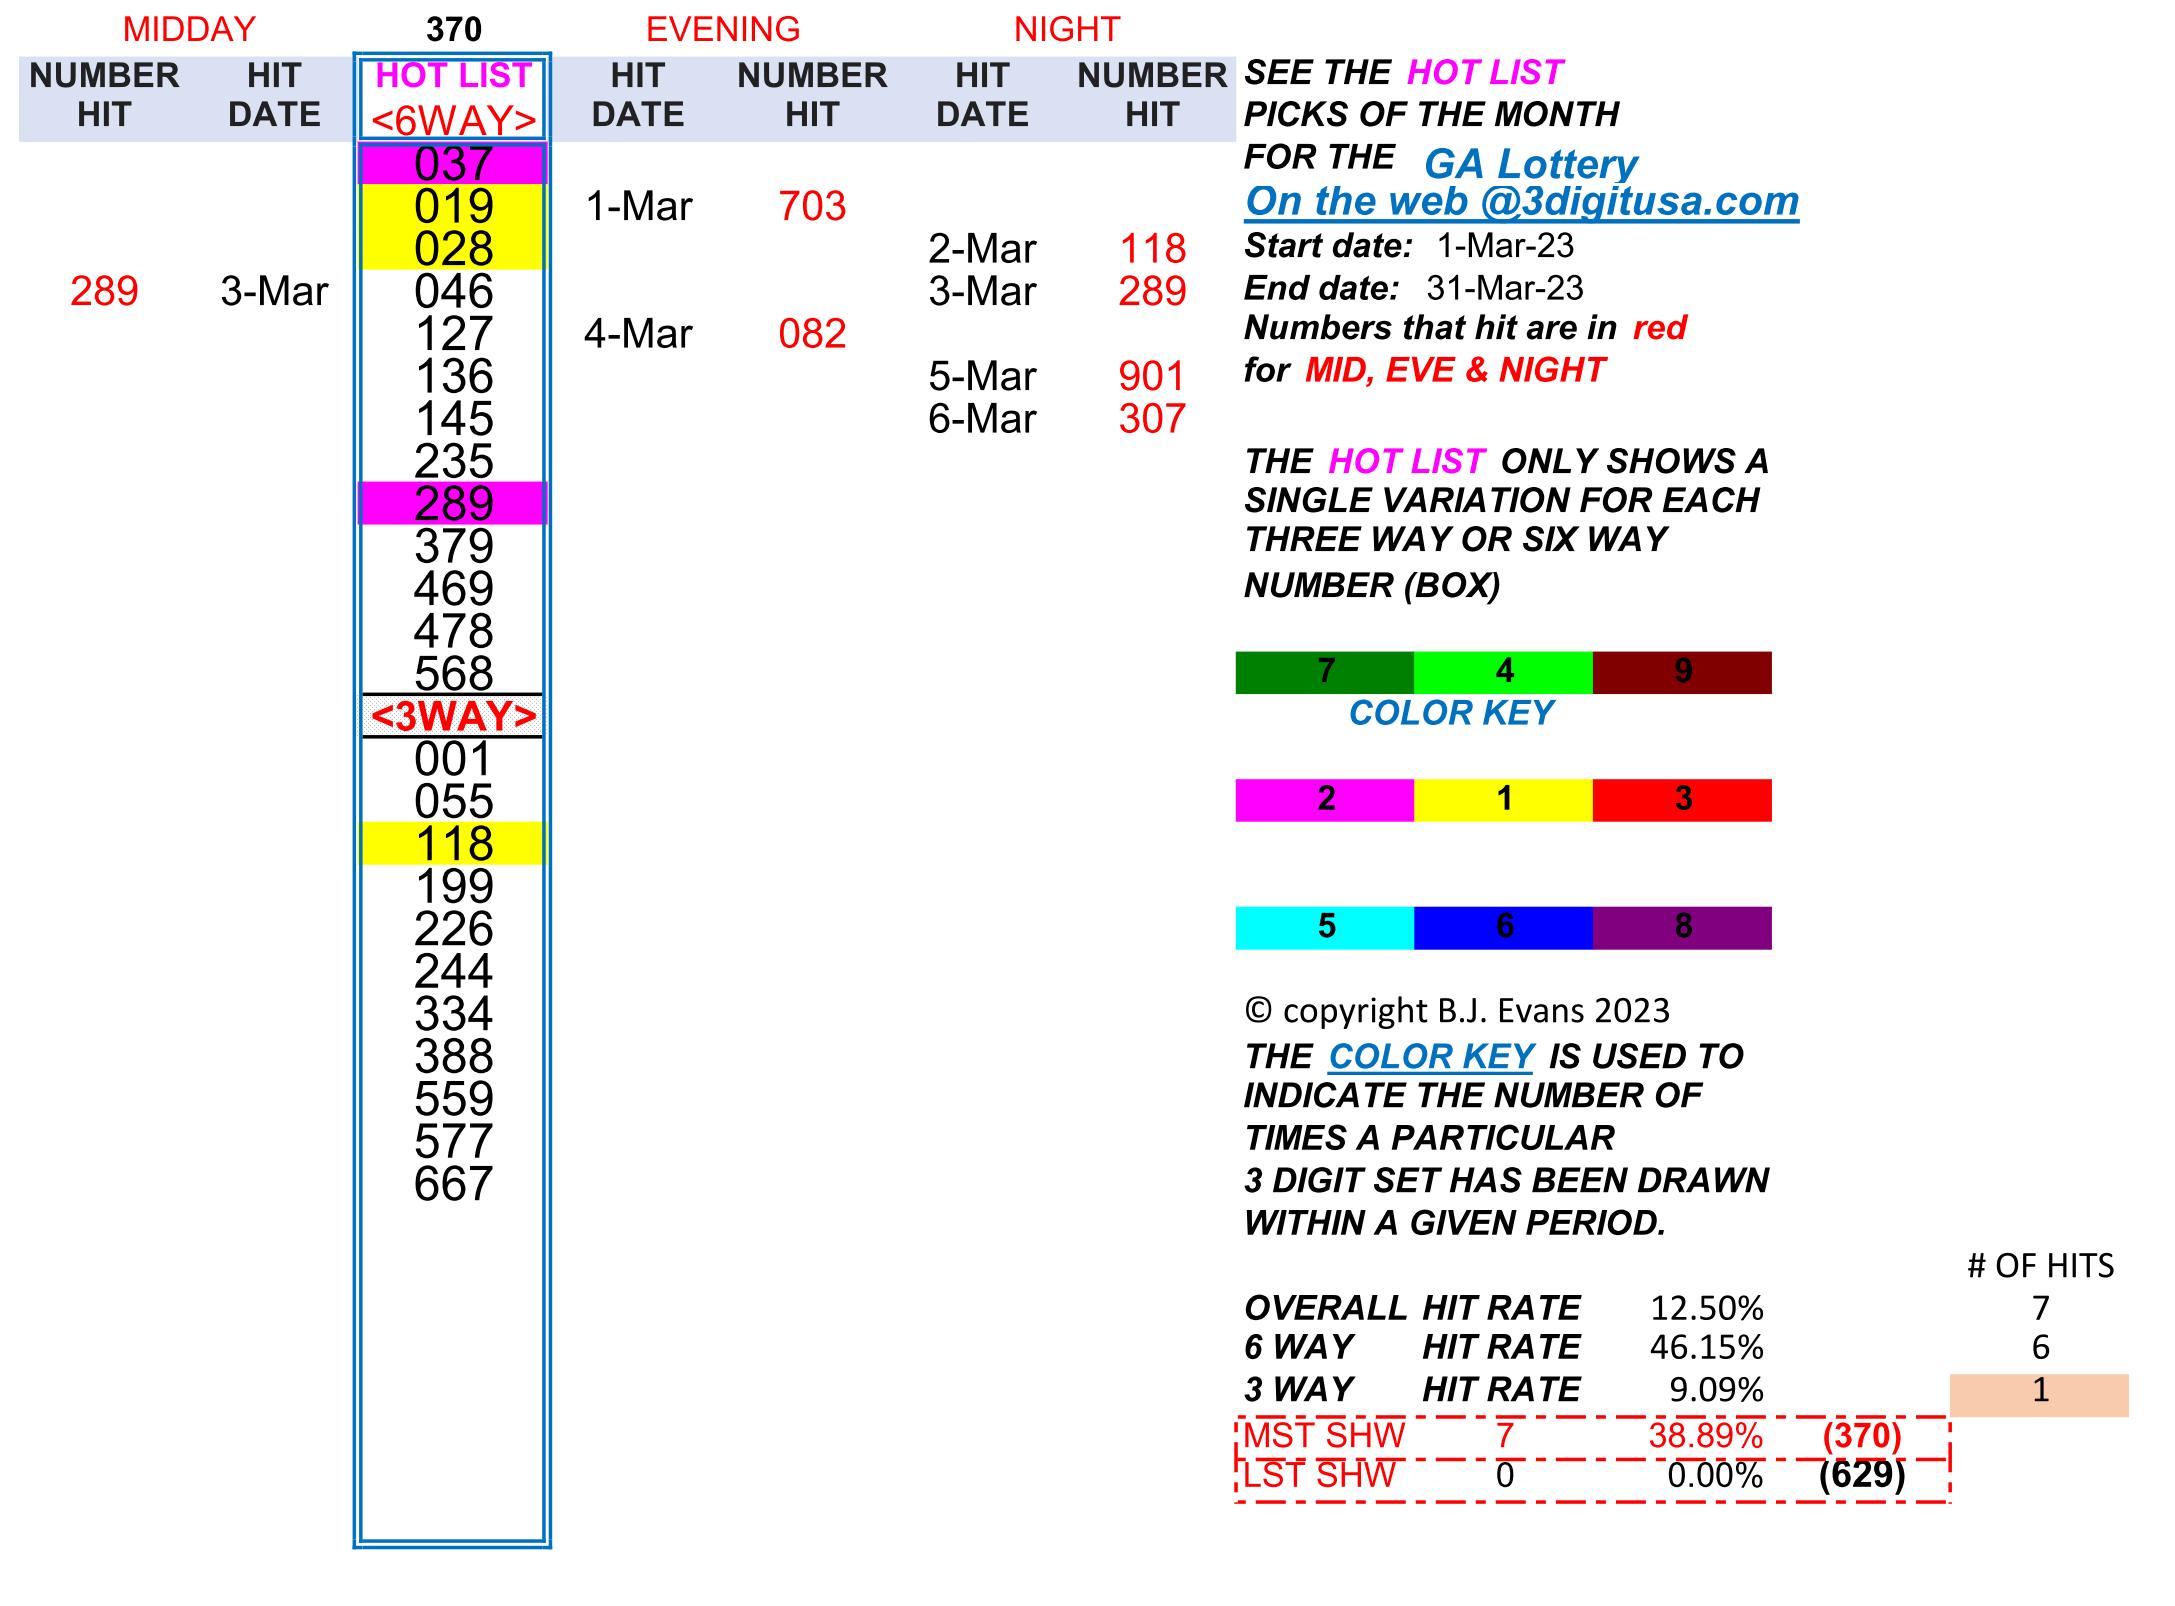 MIDDAY 370 EVENING NIGHT
NUMBER HIT HOT LIST HIT NUMBER HIT NUMBER
HIT DATE <6WAY> DATE HIT DATE HIT
037
019 1-Mar 703
028 2-Mar 118
289 3-Mar 046 3-Mar 289
127 4-Mar 082
136 5-Mar 901
145 6-Mar 307
235
289
379
469
478
568
<3WAY>
001
055
118
199
226
244
334
388
559
577
667
SEE THE HOT LIST
PICKS OF THE MONTH
FOR THE GA Lottery
On the web @3digitusa.com
Start date: 1-Mar-23
End date: 31-Mar-23
Numbers that hit are in red
for MID, EVE & NIGHT
THE HOT LIST ONLY SHOWS A
SINGLE VARIATION FOR EACH
THREE WAY OR SIX WAY
NUMBER (BOX)
7 4 9
COLOR KEY
2 1 3
5 6 8
© copyright B.J. Evans 2023
THE COLOR KEY IS USED TO
INDICATE THE NUMBER OF
TIMES A PARTICULAR
3 DIGIT SET HAS BEEN DRAWN
WITHIN A GIVEN PERIOD.
# OF HITS
OVERALL HIT RATE 12.50% 7
6 WAY HIT RATE 46.15% 6
3 WAY HIT RATE 9.09% 1
MST SHW 7 38.89% (370)
LST SHW 0 0.00% (629)